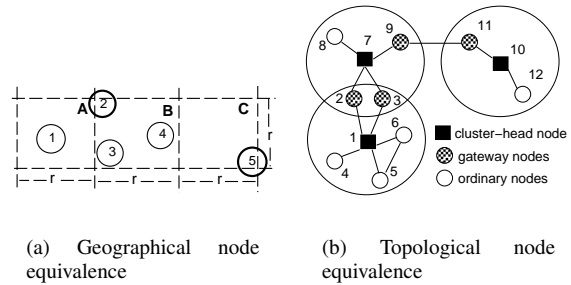 A
B
C
1
2
3
4
5
r
r
r
r
8
7
9
11
10
12
2
3
1
6
4
5
cluster-head node
gateway nodes
ordinary nodes
(a) Geographical node
equivalence
(b) Topological node
equivalence